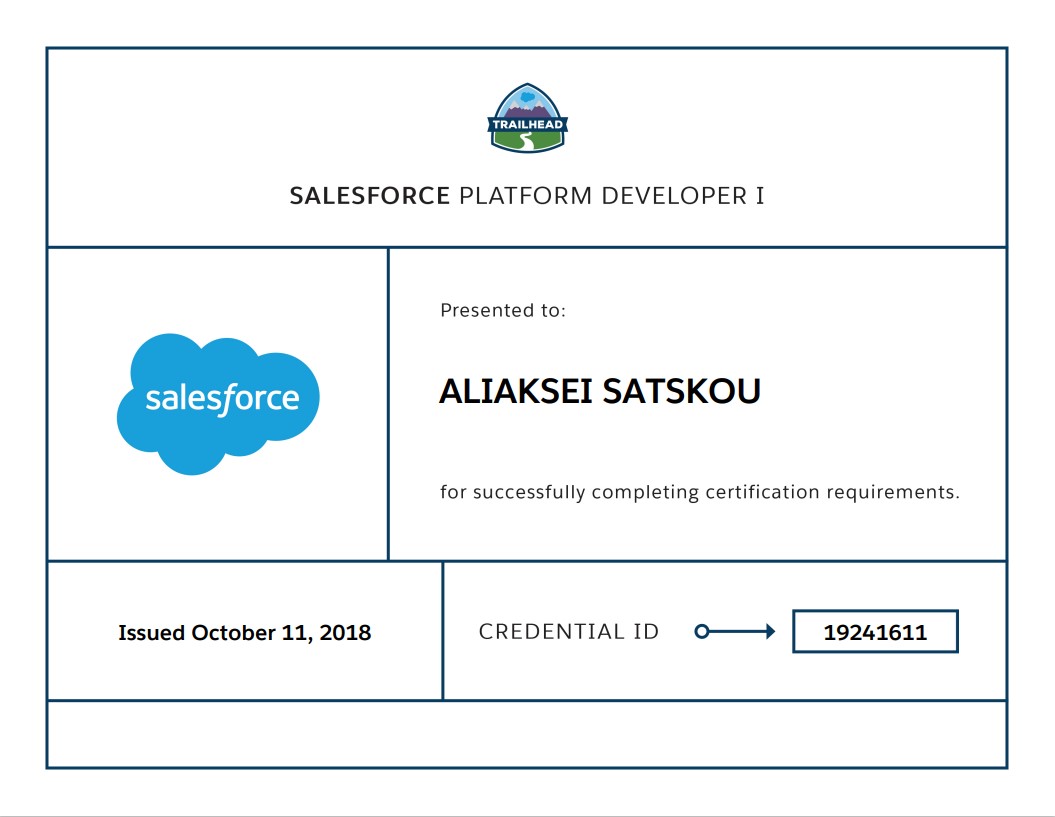 TRAILHEAD
SALESFORCE PLATFORM DEVELOPER I
salesforce
Presented to:
ALIAKSEI SATSKOU
for successfully completing certification requirements.
Issued October 11, 2018
CREDENTIAL ID
19241611